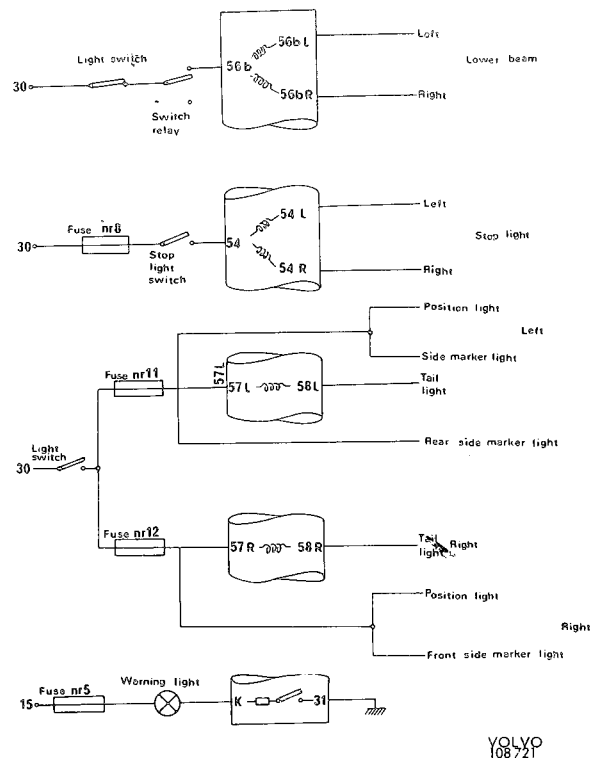 56b L
Left
Light switch
56b
Lower beam
30
56b R
Right
Switch
relay
54 L
Left
Fuse nr8
54
Stop light
30
Stop
light
switch
54 R
Right
Position light
Left
Side marker light
57L
Fuse nr11
57L
58L
Tail
light
Light
switch
Rear side marker light
30
Fuse nr12
57R
58R
Tail Right
light
Position light
Right
Front side marker light
Warning light
Fuse nr5
15
K
31
VOLVO
108721